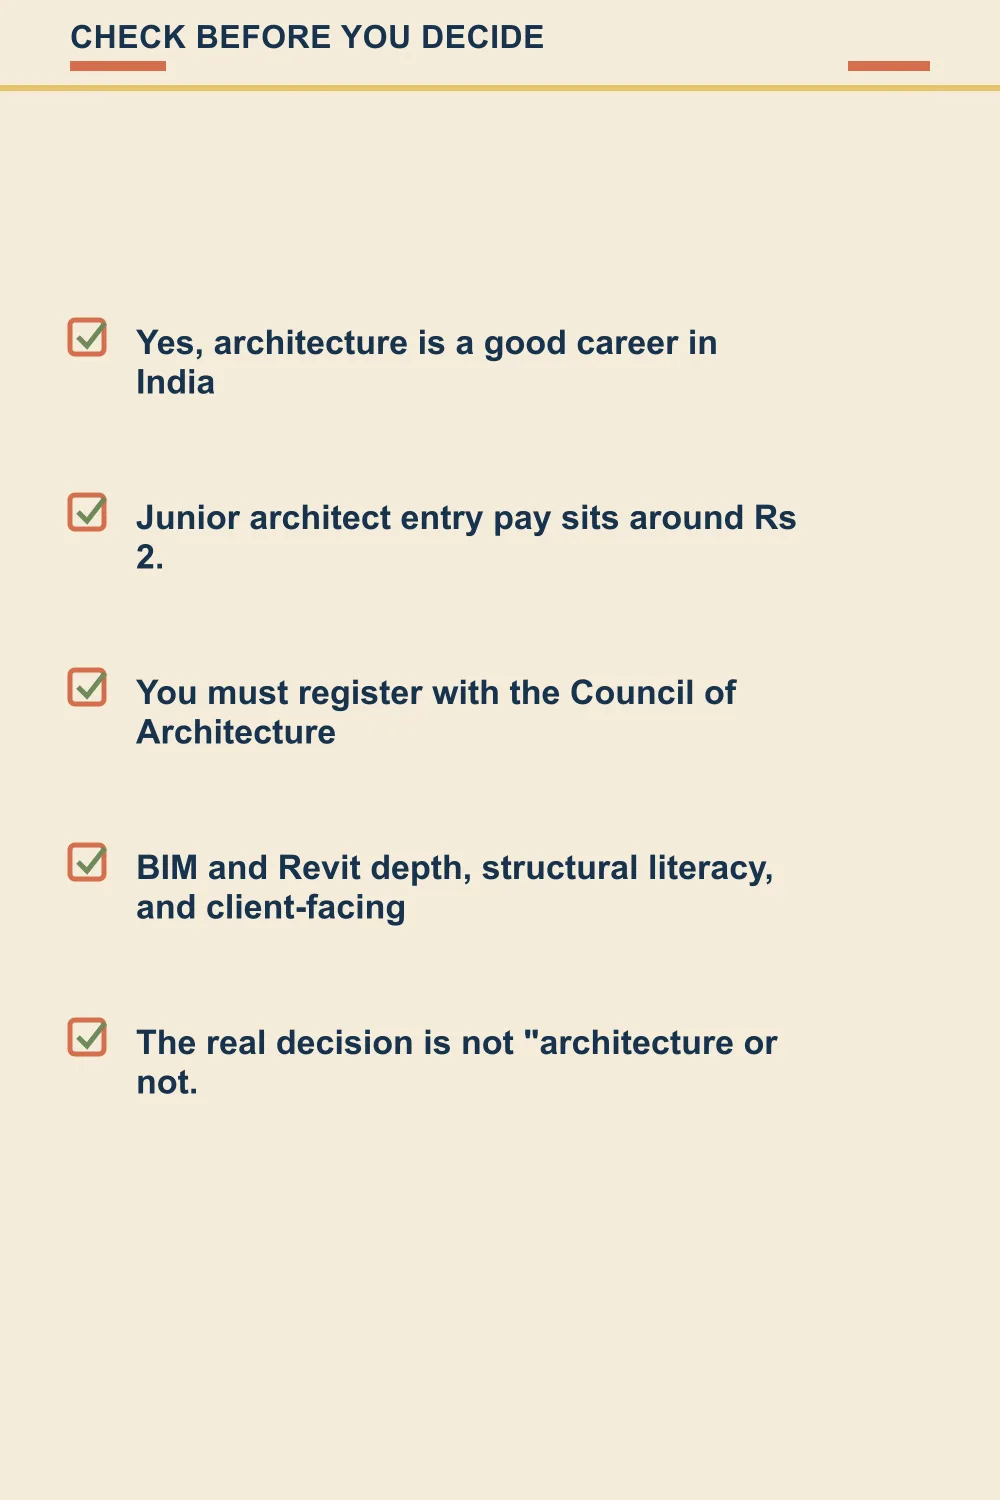 CHECK BEFORE YOU DECIDE
Yes, architecture is a good career in
India
Junior architect entry pay sits around Rs
2.
You must register with the Council of
Architecture
BIM and Revit depth, structural literacy,
and client-facing
The real decision is not "architecture or
not.